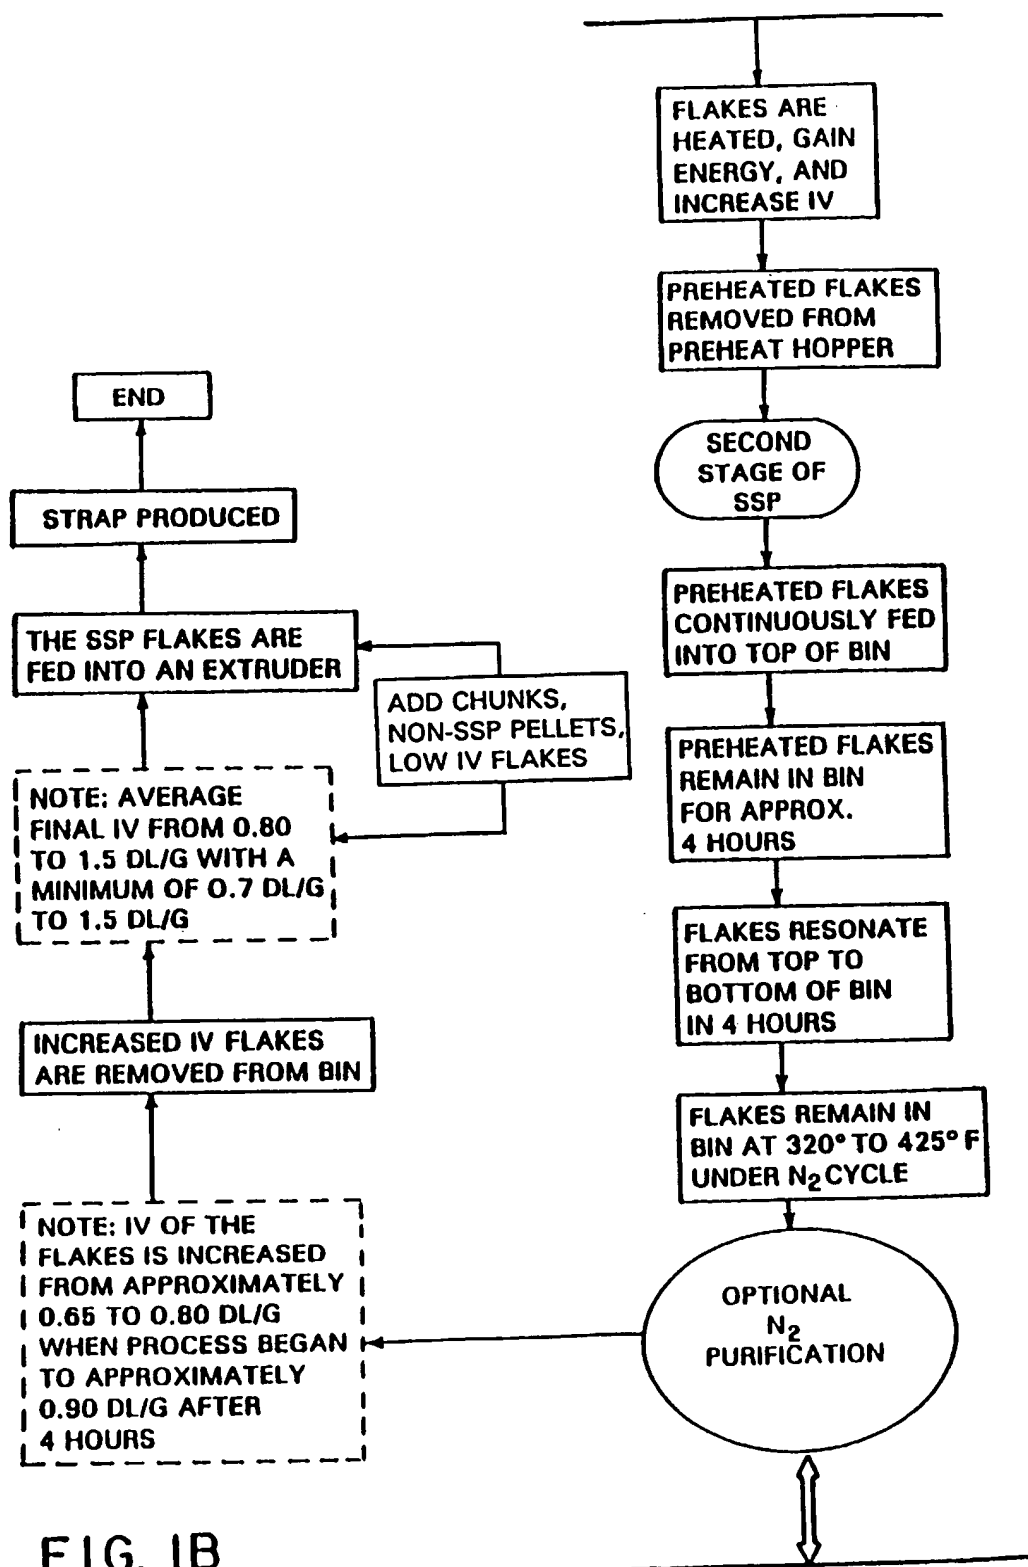 FLAKES ARE
HEATED, GAIN
ENERGY, AND
INCREASE IV
PREHEATED FLAKES
REMOVED FROM
PREHEAT HOPPER
SECOND
STAGE OF
SSP
PREHEATED FLAKES
CONTINUOUSLY FED
INTO TOP OF BIN
PREHEATED FLAKES
REMAIN IN BIN
FOR APPROX.
4 HOURS
FLAKES RESONATE
FROM TOP TO
BOTTOM OF BIN
IN 4 HOURS
FLAKES REMAIN IN
BIN AT 320° TO 425° F
UNDER N2 CYCLE
OPTIONAL
N2
PURIFICATION
NOTE: IV OF THE
FLAKES IS INCREASED
FROM APPROXIMATELY
0.65 TO 0.80 DL/G
WHEN PROCESS BEGAN
TO APPROXIMATELY
0.90 DL/G AFTER
4 HOURS
INCREASED IV FLAKES
ARE REMOVED FROM BIN
NOTE: AVERAGE
FINAL IV FROM 0.80
TO 1.5 DL/G WITH A
MINIMUM OF 0.7 DL/G
TO 1.5 DL/G
ADD CHUNKS,
NON-SSP PELLETS,
LOW IV FLAKES
THE SSP FLAKES ARE
FED INTO AN EXTRUDER
STRAP PRODUCED
END
FIG. 1B